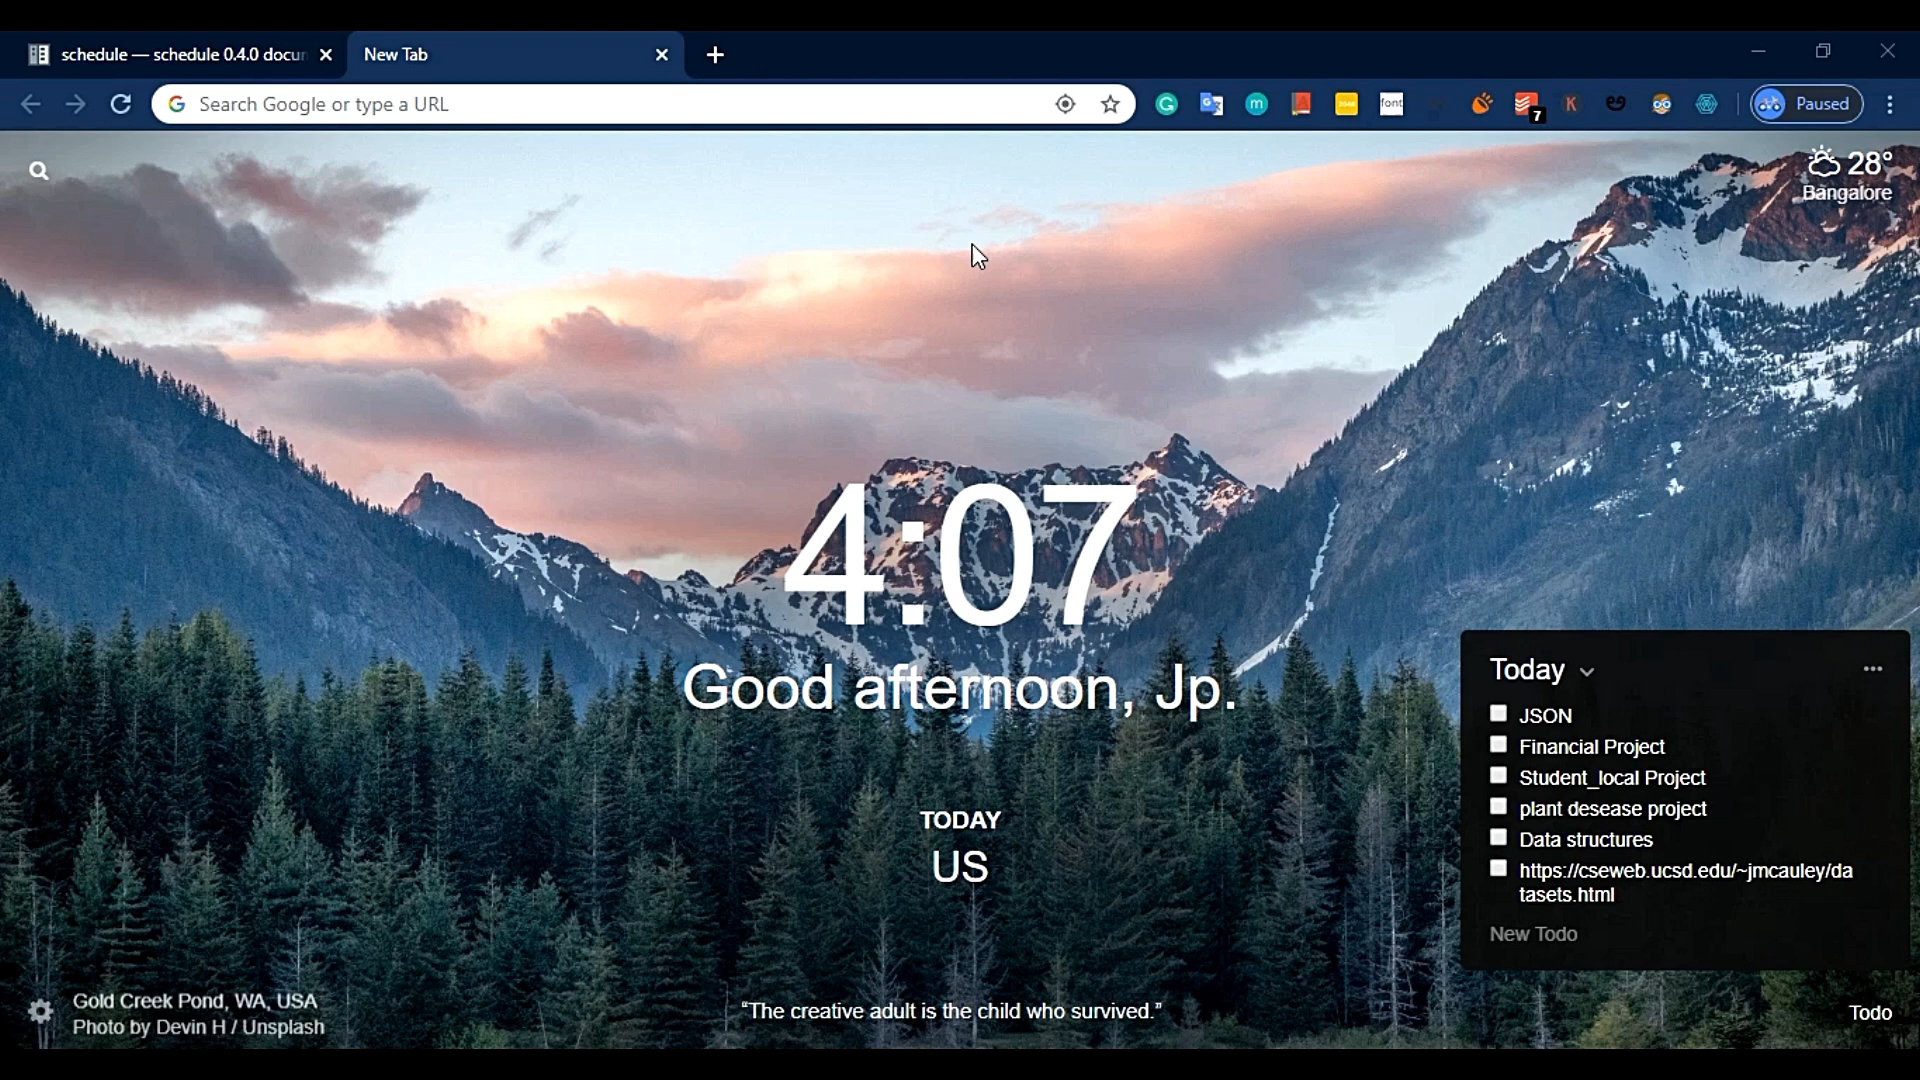 schedule — schedule 0.4.0 docu
New Tab
Search Google or type a URL
font
7
K
Paused
28°
Bangalore
4:07
Good afternoon, Jp.
TODAY
US
Today
JSON
Financial Project
Student_local Project
plant desease project
Data structures
https://cseweb.ucsd.edu/~jmcauley/da
tasets.html
New Todo
Gold Creek Pond, WA, USA
Photo by Devin H / Unsplash
“The creative adult is the child who survived.”
Todo